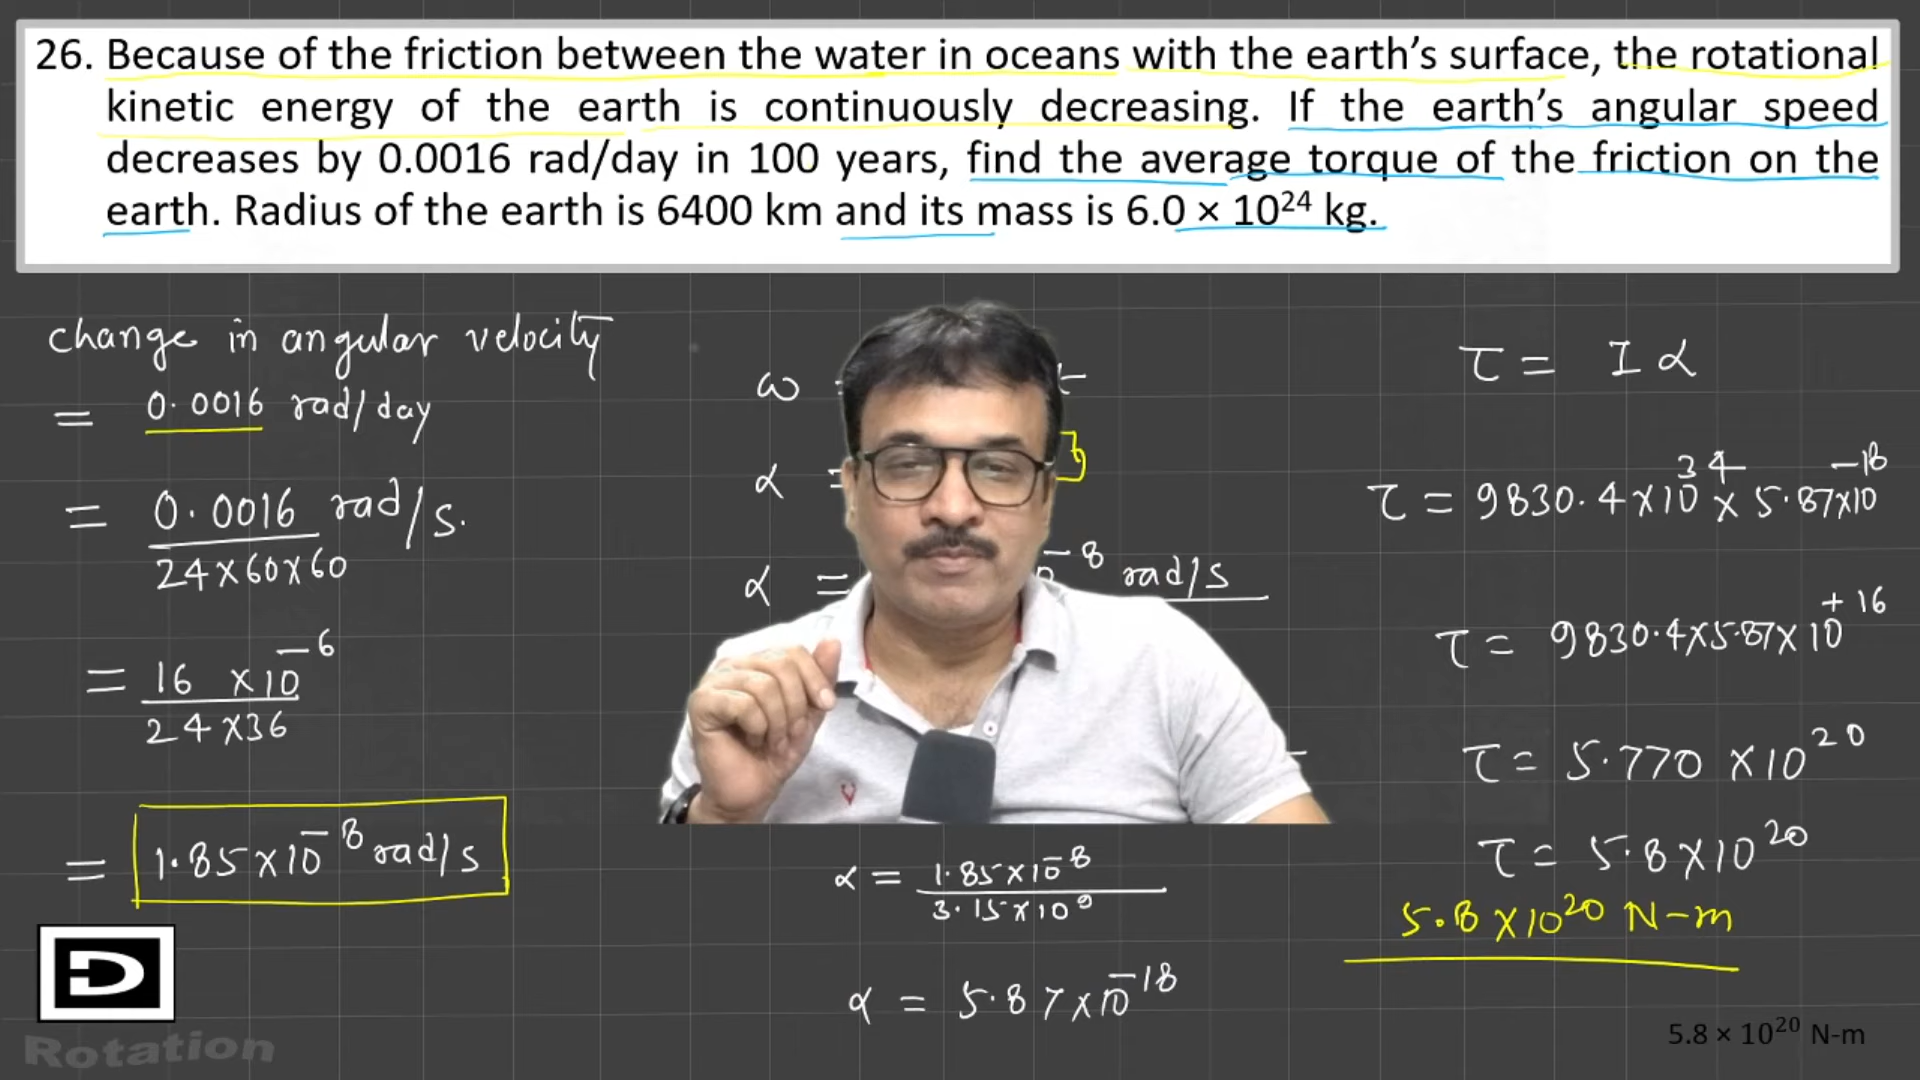 26. Because of the friction between the water in oceans with the earth’s surface, the rotational
kinetic energy of the earth is continuously decreasing. If the earth’s angular speed
decreases by 0.0016 rad/day in 100 years, find the average torque of the friction on the
earth. Radius of the earth is 6400 km and its mass is 6.0 × 10²⁴ kg.
change in angular velocity
= 0.0016 rad/day
= 0.0016 rad/s.
24×60×60
= 16 ×10⁻⁶
24×36
= 1.85×10⁻⁸ rad/s
ω
α =
α = ⁻⁸ rad/s
α = 1.85×10⁻⁸
3.15×10⁹
α = 5.87×10⁻¹⁸
τ = I α
τ = 9830.4×10³⁴ × 5.87×10⁻¹⁸
τ = 9830.4×5.87×10⁺¹⁶
τ = 5.770 ×10²⁰
τ = 5.8×10²⁰
5.8×10²⁰ N-m
5.8 × 10²⁰ N-m
D
Rotation